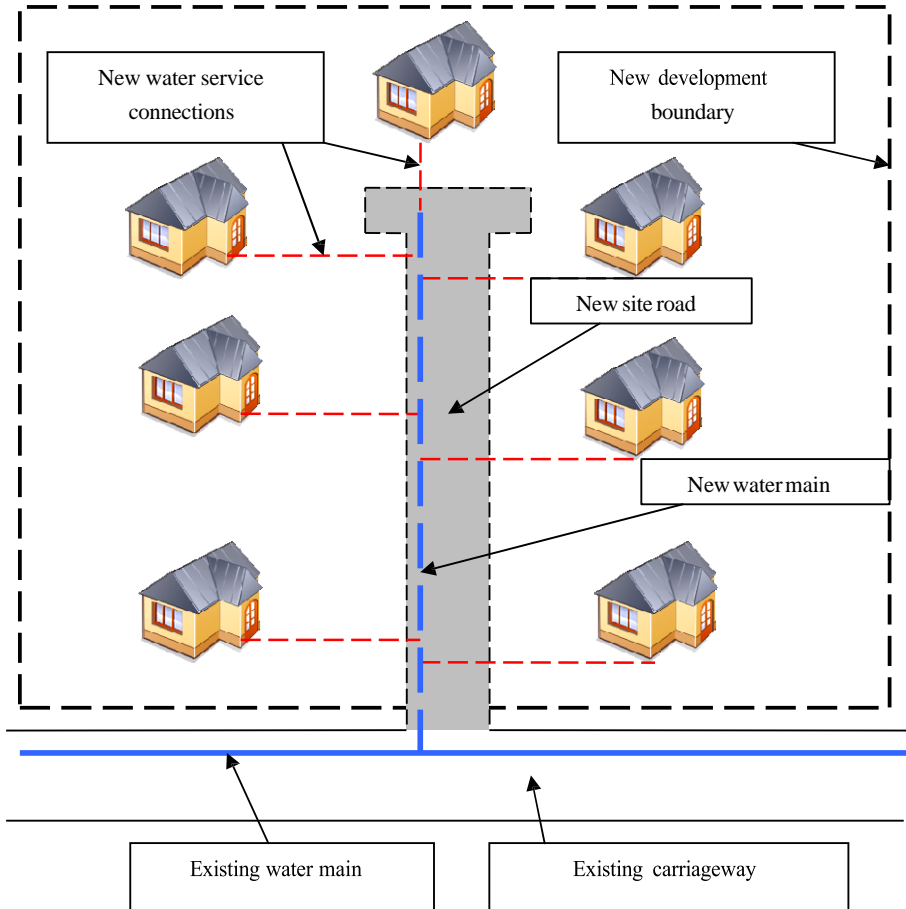 New water service
connections
New development
boundary
New site road
New water main
Existing water main
Existing carriageway